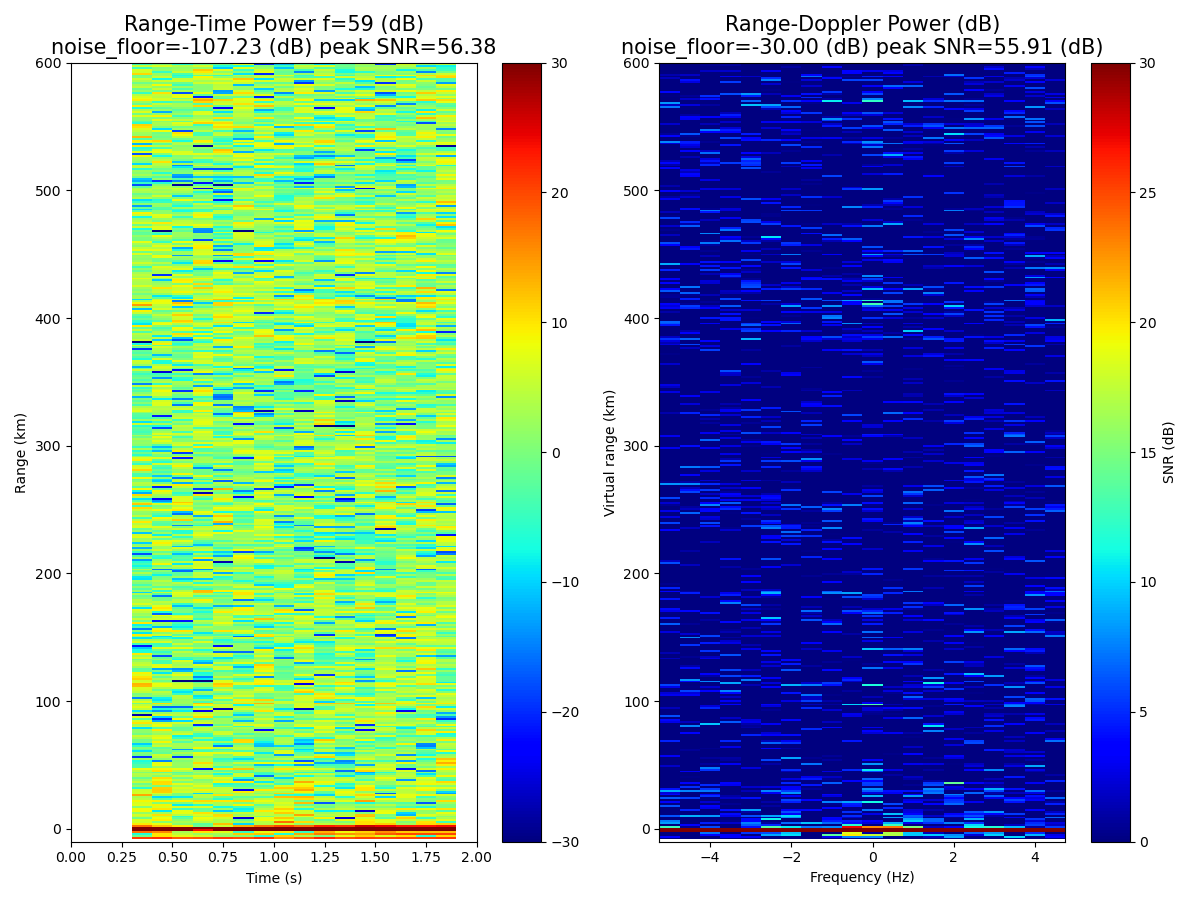 Range-Time Power f=59 (dB)
noise_floor=-107.23 (dB) peak SNR=56.38
600
500
400
300
200
100
0
Range (km)
0.00 0.25 0.50 0.75 1.00 1.25 1.50 1.75 2.00
Time (s)
30
20
10
0
−10
−20
−30
Range-Doppler Power (dB)
noise_floor=-30.00 (dB) peak SNR=55.91 (dB)
600
500
400
300
200
100
0
Virtual range (km)
−4 −2 0 2 4
Frequency (Hz)
30
25
20
15
10
5
0
SNR (dB)